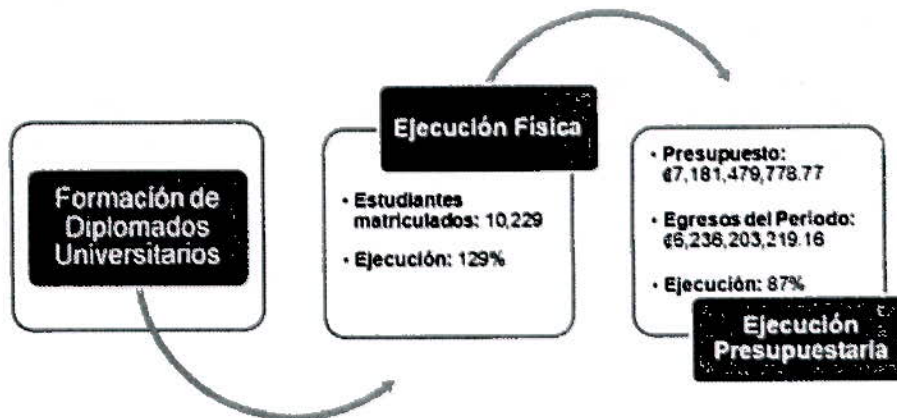 Formación de
Diplomados
Universitarios
Ejecución Física
• Estudiantes
matriculados: 10,229
• Ejecución: 129%
• Presupuesto:
₡7,181,479,778.77
• Egresos del Periodo:
₡6,236,203,219.16
• Ejecución: 87%
Ejecución
Presupuestaria